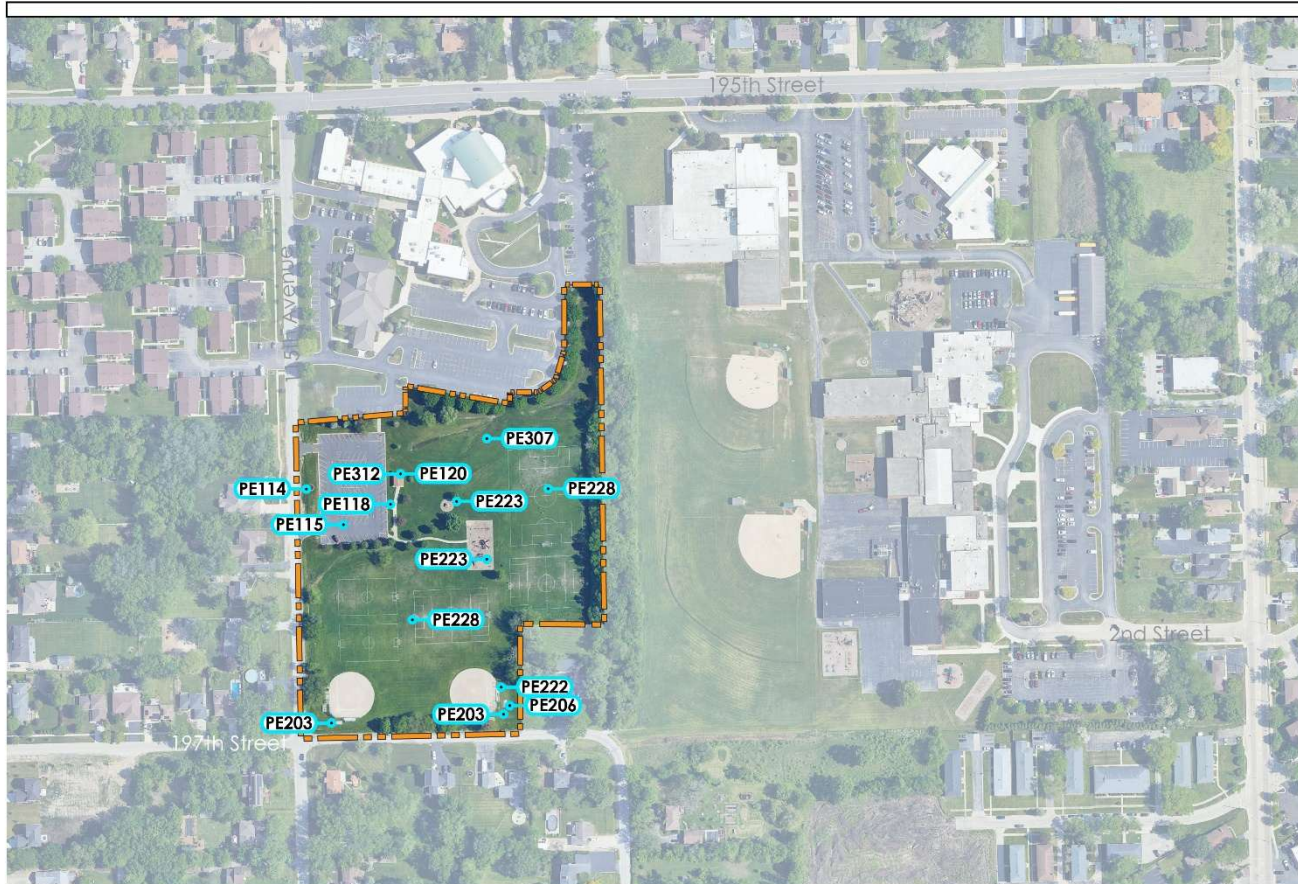 195th Street
5th Avenue
PE307
PE312
PE120
PE114
PE228
PE118
PE223
PE115
PE223
PE228
2nd Street
PE222
PE206
PE203
PE203
197th Street